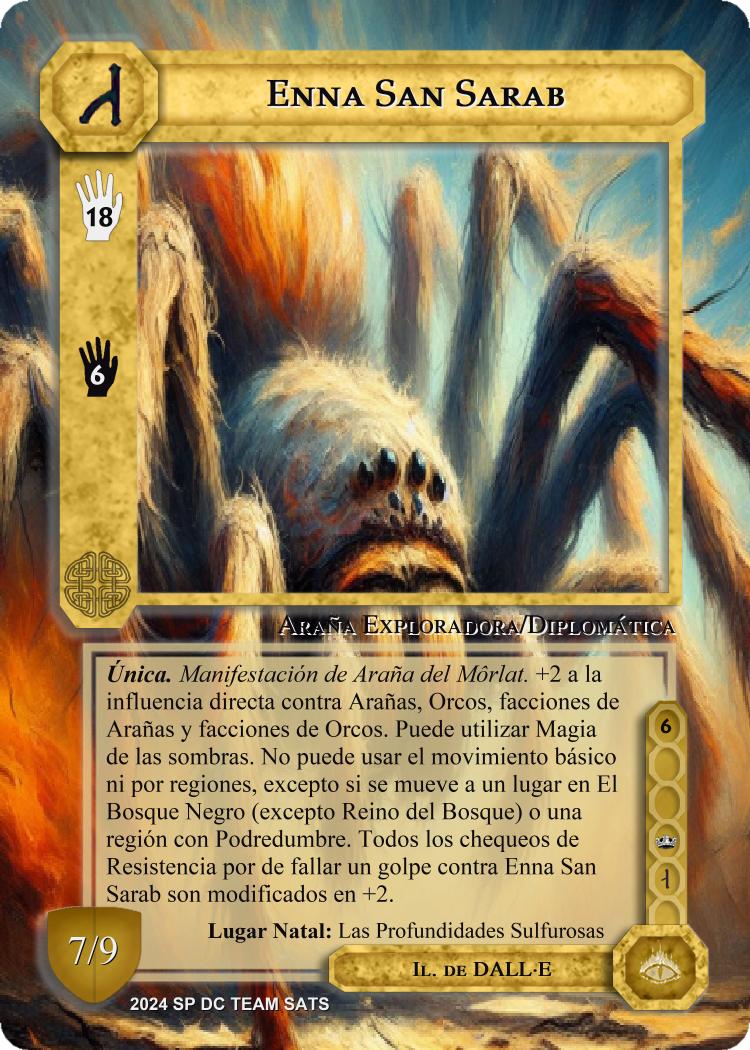 Enna San Sarab
18
6
Araña Exploradora/Diplomática
Única. Manifestación de Araña del Môrlat. +2 a la
influencia directa contra Arañas, Orcos, facciones de
Arañas y facciones de Orcos. Puede utilizar Magia
de las sombras. No puede usar el movimiento básico
ni por regiones, excepto si se mueve a un lugar en El
Bosque Negro (excepto Reino del Bosque) o una
región con Podredumbre. Todos los chequeos de
Resistencia por de fallar un golpe contra Enna San
Sarab son modificados en +2.
6
Lugar Natal: Las Profundidades Sulfurosas
7/9
Il. de DALL·E
2024 SP DC TEAM SATS